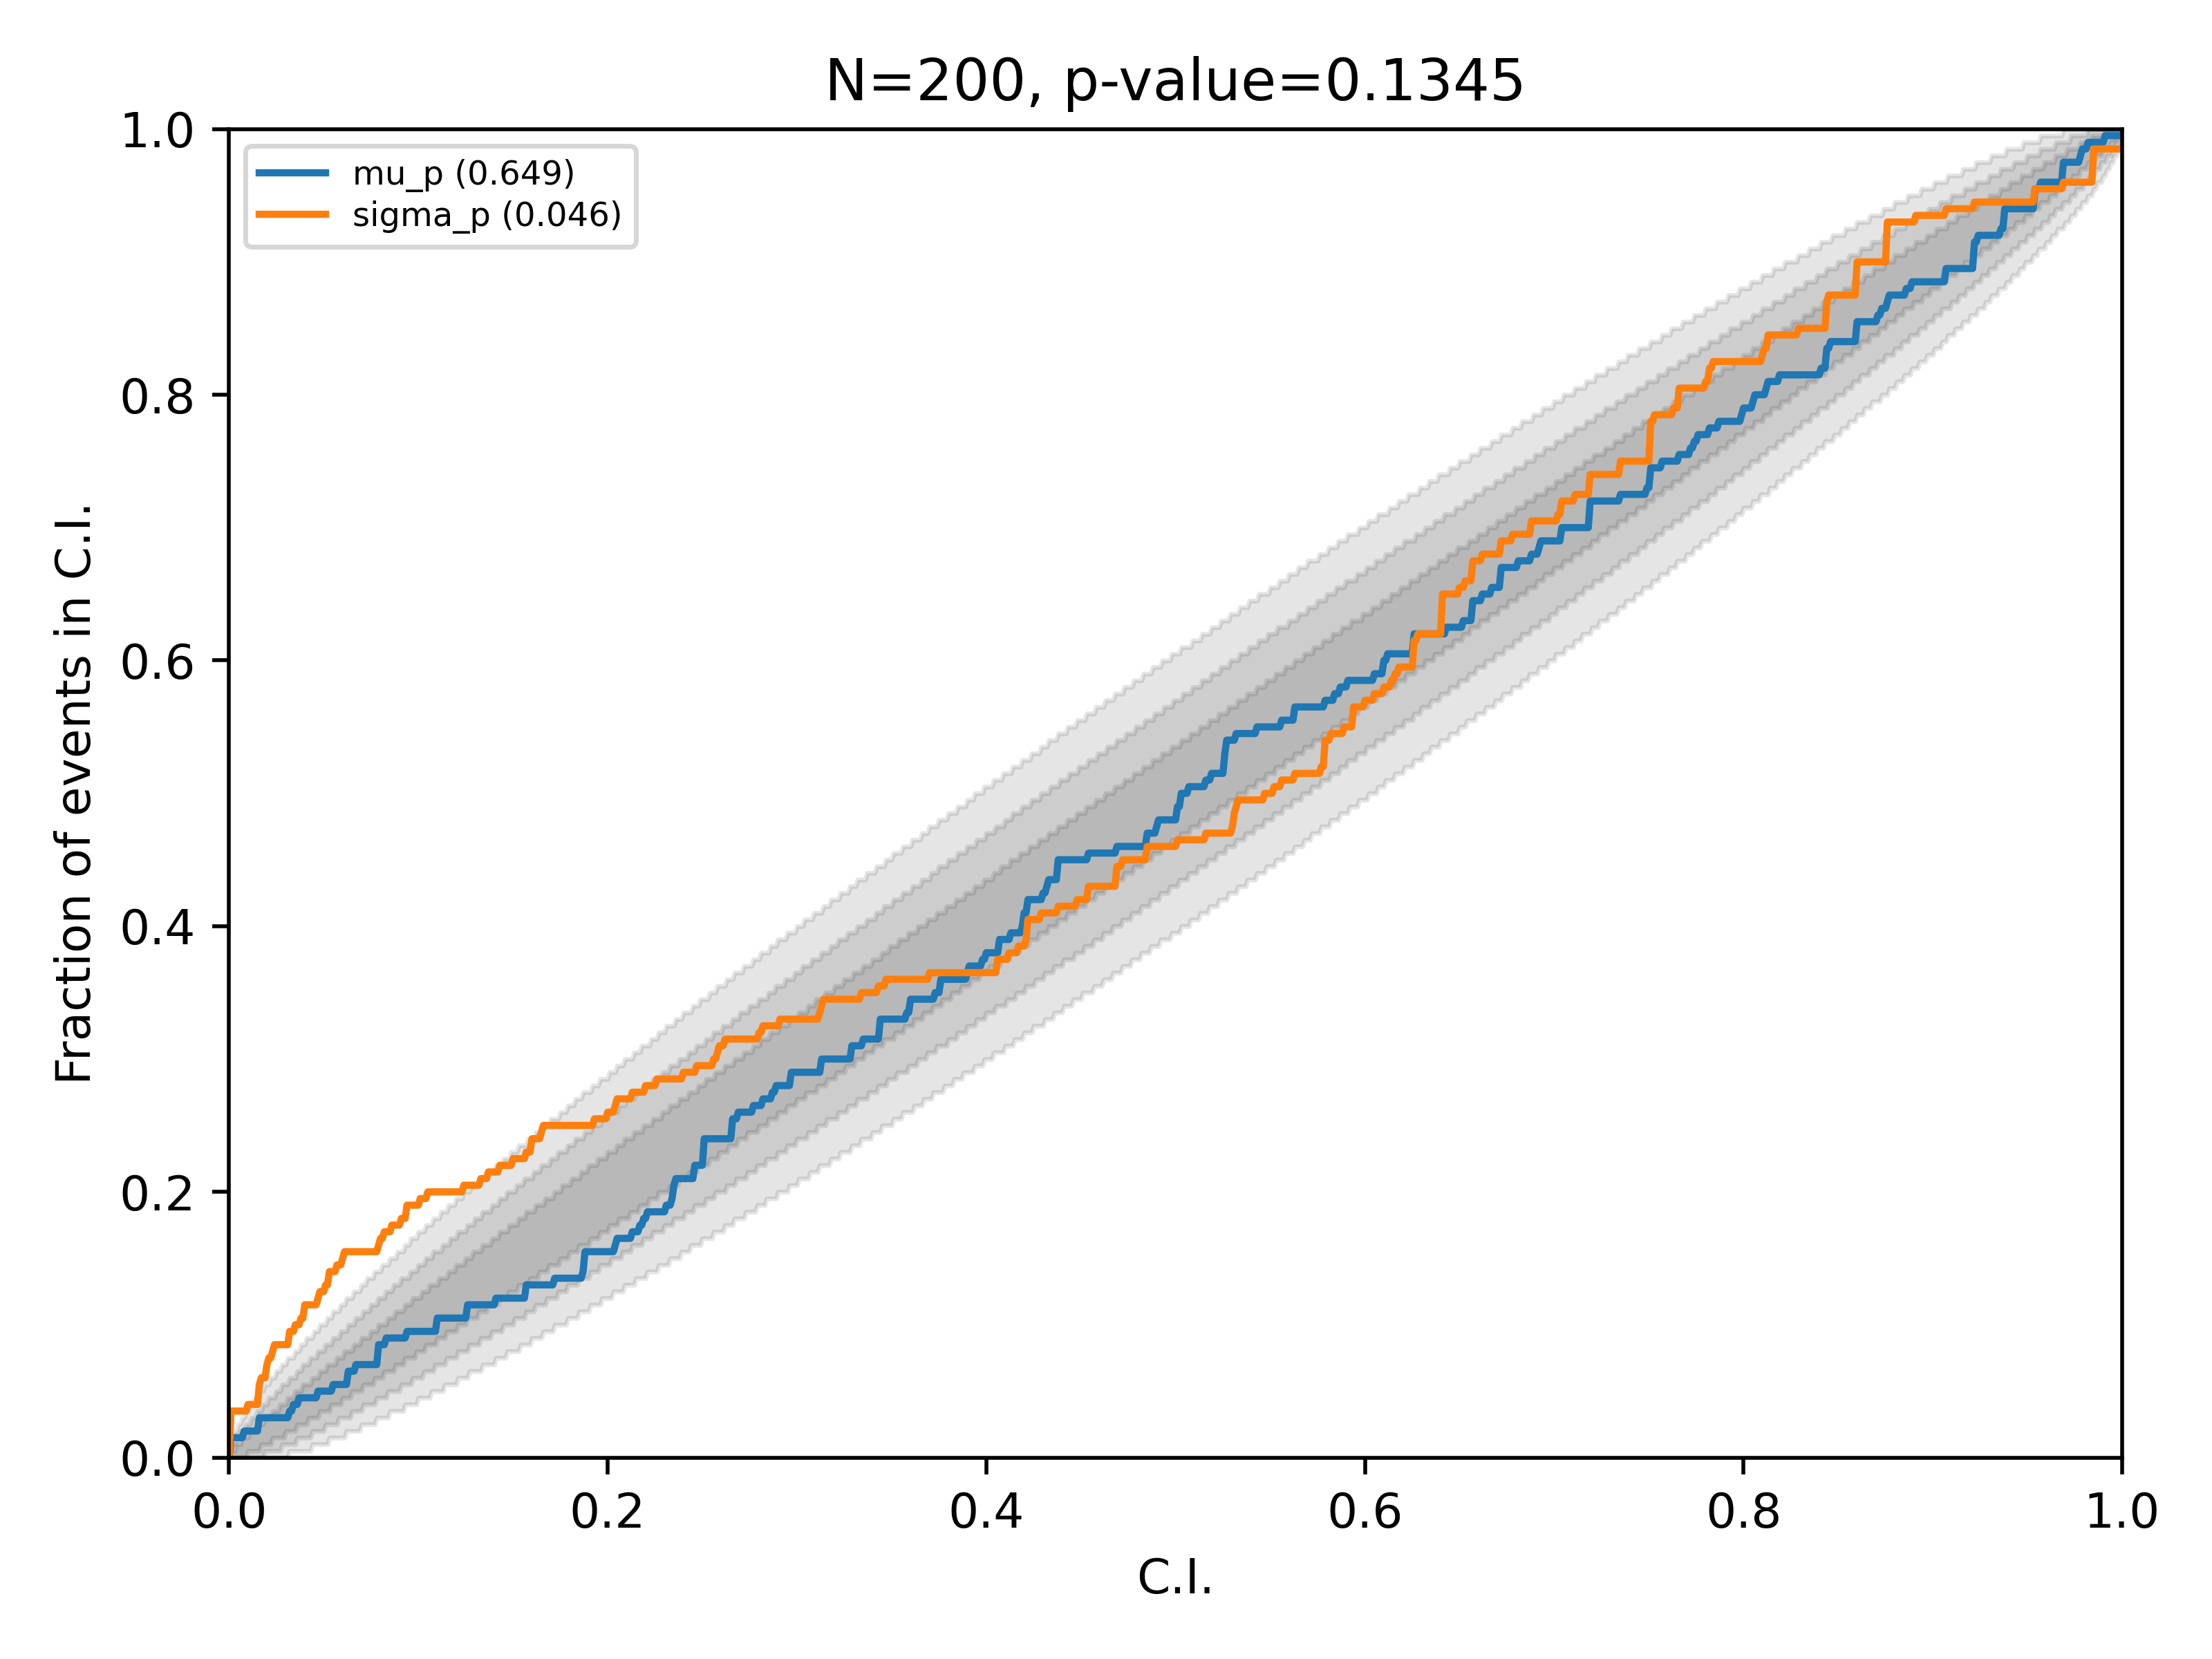 N=200, p-value=0.1345
mu_p (0.649)
sigma_p (0.046)
Fraction of events in C.I.
1.0
0.8
0.6
0.4
0.2
0.0
0.0 0.2 0.4 0.6 0.8 1.0
C.I.